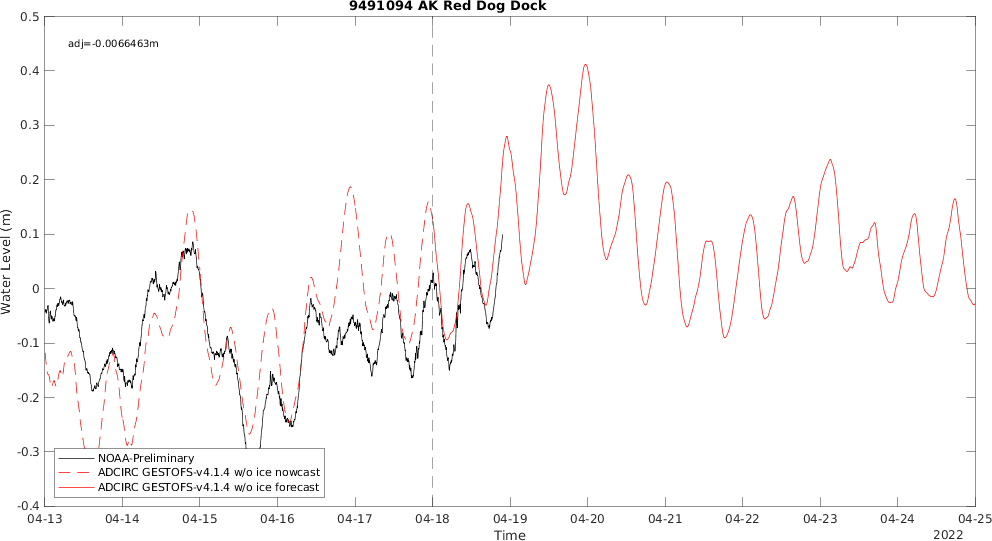 9491094 AK Red Dog Dock
adj=-0.0066463m
0.5
0.4
0.3
0.2
0.1
0
-0.1
-0.2
-0.3
-0.4
Water Level (m)
NOAA-Preliminary
ADCIRC GESTOFS-v4.1.4 w/o ice nowcast
ADCIRC GESTOFS-v4.1.4 w/o ice forecast
04-13 04-14 04-15 04-16 04-17 04-18 04-19 04-20 04-21 04-22 04-23 04-24 04-25
Time
2022